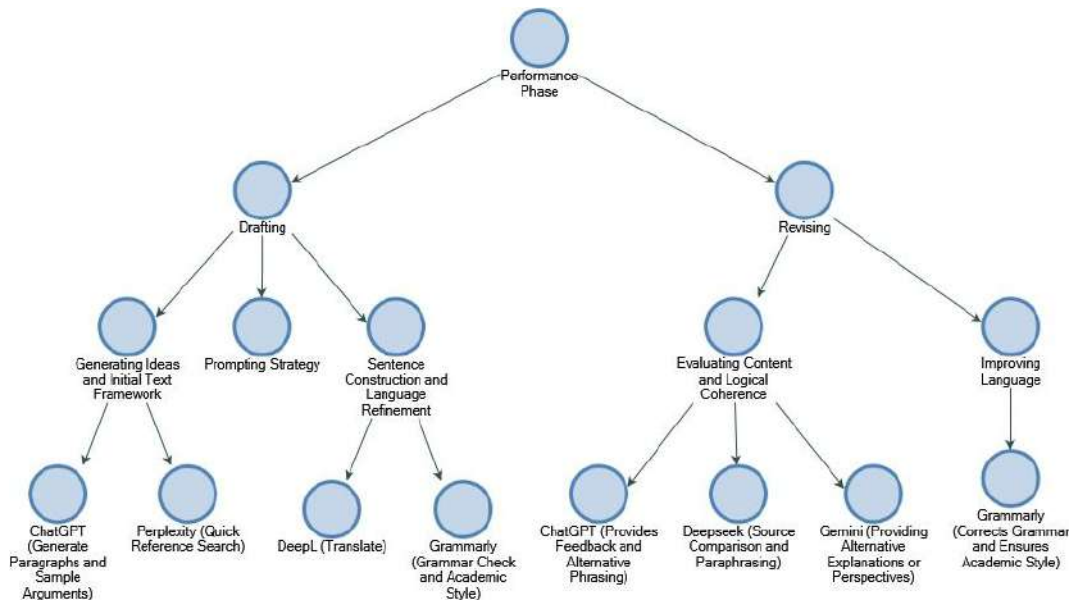 Performance
Phase
Drafting
Revising
Generating Ideas
and Initial Text
Framework
Prompting Strategy
Sentence
Construction and
Language
Refinement
Evaluating Content
and Logical
Coherence
Improving
Language
ChatGPT
(Generate
Paragraphs and
Sample
Arguments)
Perplexity (Quick
Reference Search)
DeepL (Translate)
Grammarly
(Grammar Check
and Academic
Style)
ChatGPT (Provides
Feedback and
Alternative
Phrasing)
Deepseek (Source
Comparison and
Paraphrasing)
Gemini (Providing
Alternative
Explanations or
Perspectives)
Grammarly
(Corrects Grammar
and Ensures
Academic Style)